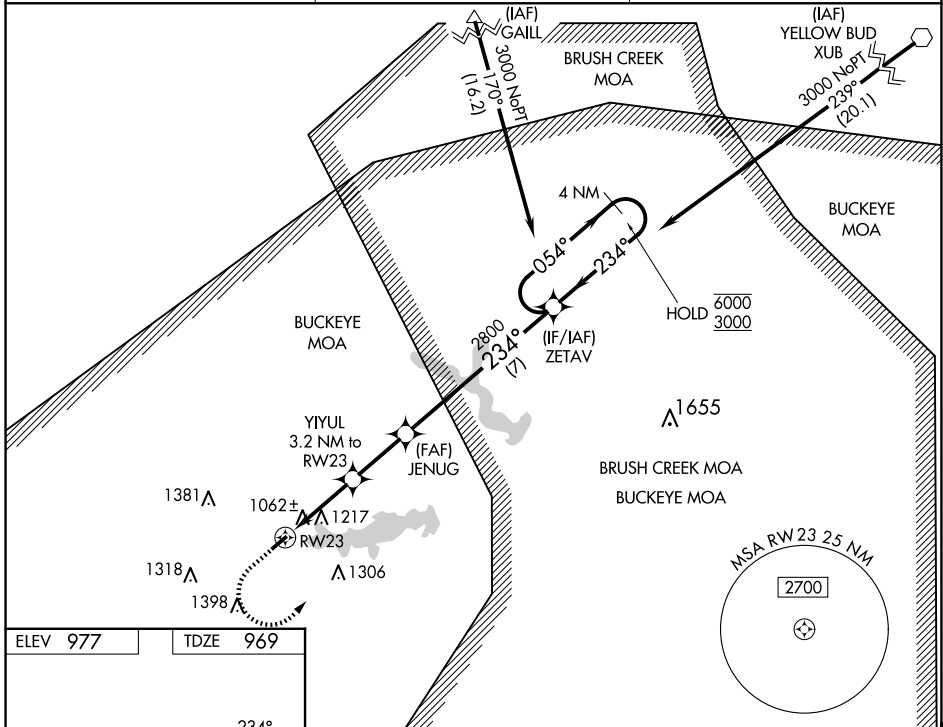 (IAF)
GAILL
3000 NoPT
170°
(16.2)
BRUSH CREEK
MOA
(IAF)
YELLOW BUD
XUB
3000 NoPT
239°
(20.1)
4 NM
054°
234°
BUCKEYE
MOA
HOLD 6000
3000
BUCKEYE
MOA
2800
234°
(7)
(IF/IAF)
ZETAV
1655
YIYUL
3.2 NM to
RW23
(FAF)
JENUG
BRUSH CREEK MOA
BUCKEYE MOA
1381
1062±
1217
RW23
1318
1306
1398
MSA RW23 25 NM
2700
ELEV 977
TDZE 969
234°